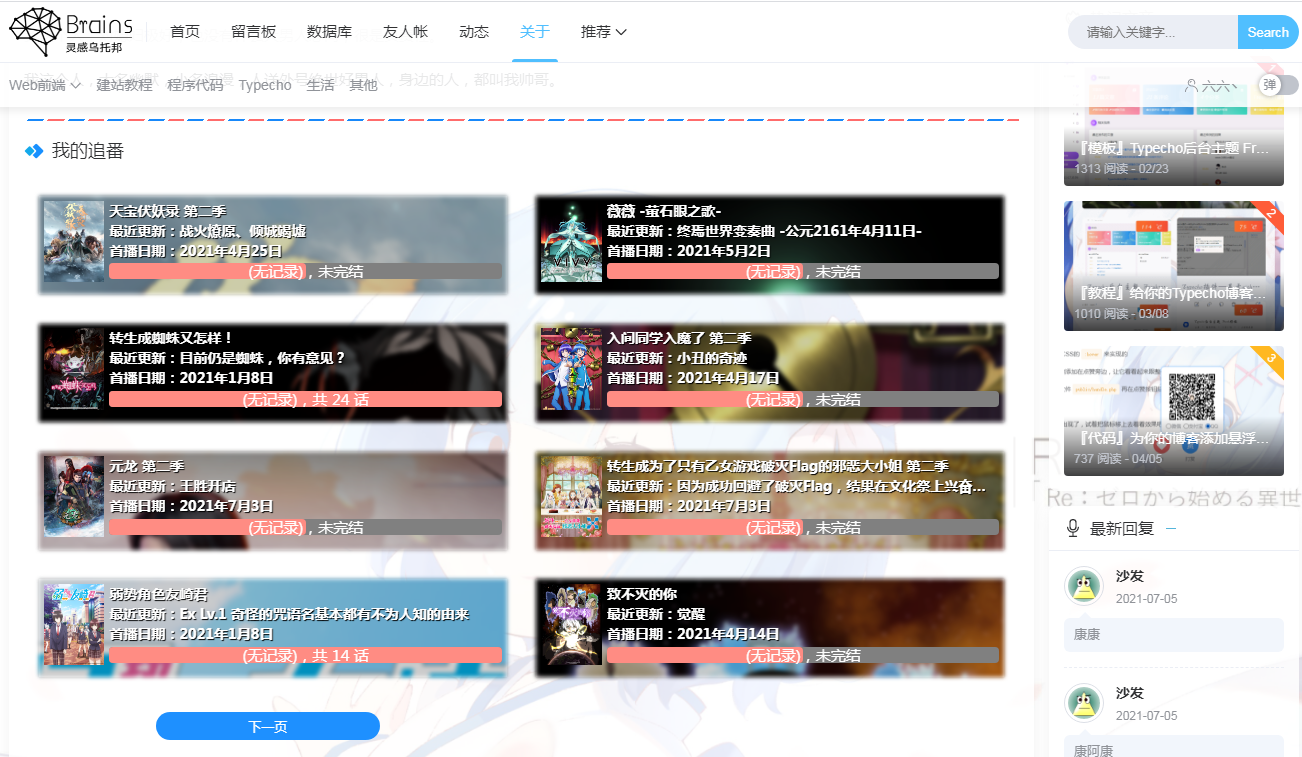 Brains
灵感乌托邦
首页 留言板 数据库 友人帐 动态 关于 推荐
请输入关键字... Search
身边的人，都叫我帅哥。
Web前端 建站教程 程序代码 Typecho 生活 其他
六六、
弹
我的追番
天宝伏妖录 第二季
最近更新：战火燎原、倾城碣墟
首播日期：2021年4月25日
(无记录)，未完结
薇薇 -萤石眼之歌-
最近更新：终焉世界变奏曲 -公元2161年4月11日-
首播日期：2021年5月2日
(无记录)，未完结
转生成蜘蛛又怎样！
最近更新：目前仍是蜘蛛，你有意见？
首播日期：2021年1月8日
(无记录)，共 24 话
入间同学入魔了 第二季
最近更新：小丑的奇迹
首播日期：2021年4月17日
(无记录)，未完结
元龙 第二季
最近更新：王胜开店
首播日期：2021年7月3日
(无记录)，未完结
转生成为了只有乙女游戏破灭Flag的邪恶大小姐 第二季
最近更新：因为成功回避了破灭Flag，结果在文化祭上兴奋...
首播日期：2021年7月3日
(无记录)，未完结
弱势角色友崎君
最近更新：Ex Lv.1 奇怪的咒语名基本都有不为人知的由来
首播日期：2021年1月8日
(无记录)，共 14 话
致不灭的你
最近更新：觉醒
首播日期：2021年4月14日
(无记录)，未完结
下一页
『模板』Typecho后台主题 Fr...
1313 阅读 - 02/23
2
『教程』给你的Typecho博客...
1010 阅读 - 03/08
3
『代码』为你的博客添加悬浮...
737 阅读 - 04/05
Re：ゼロから始める異世
最新回复
沙发
2021-07-05
康康
沙发
2021-07-05
康阿康